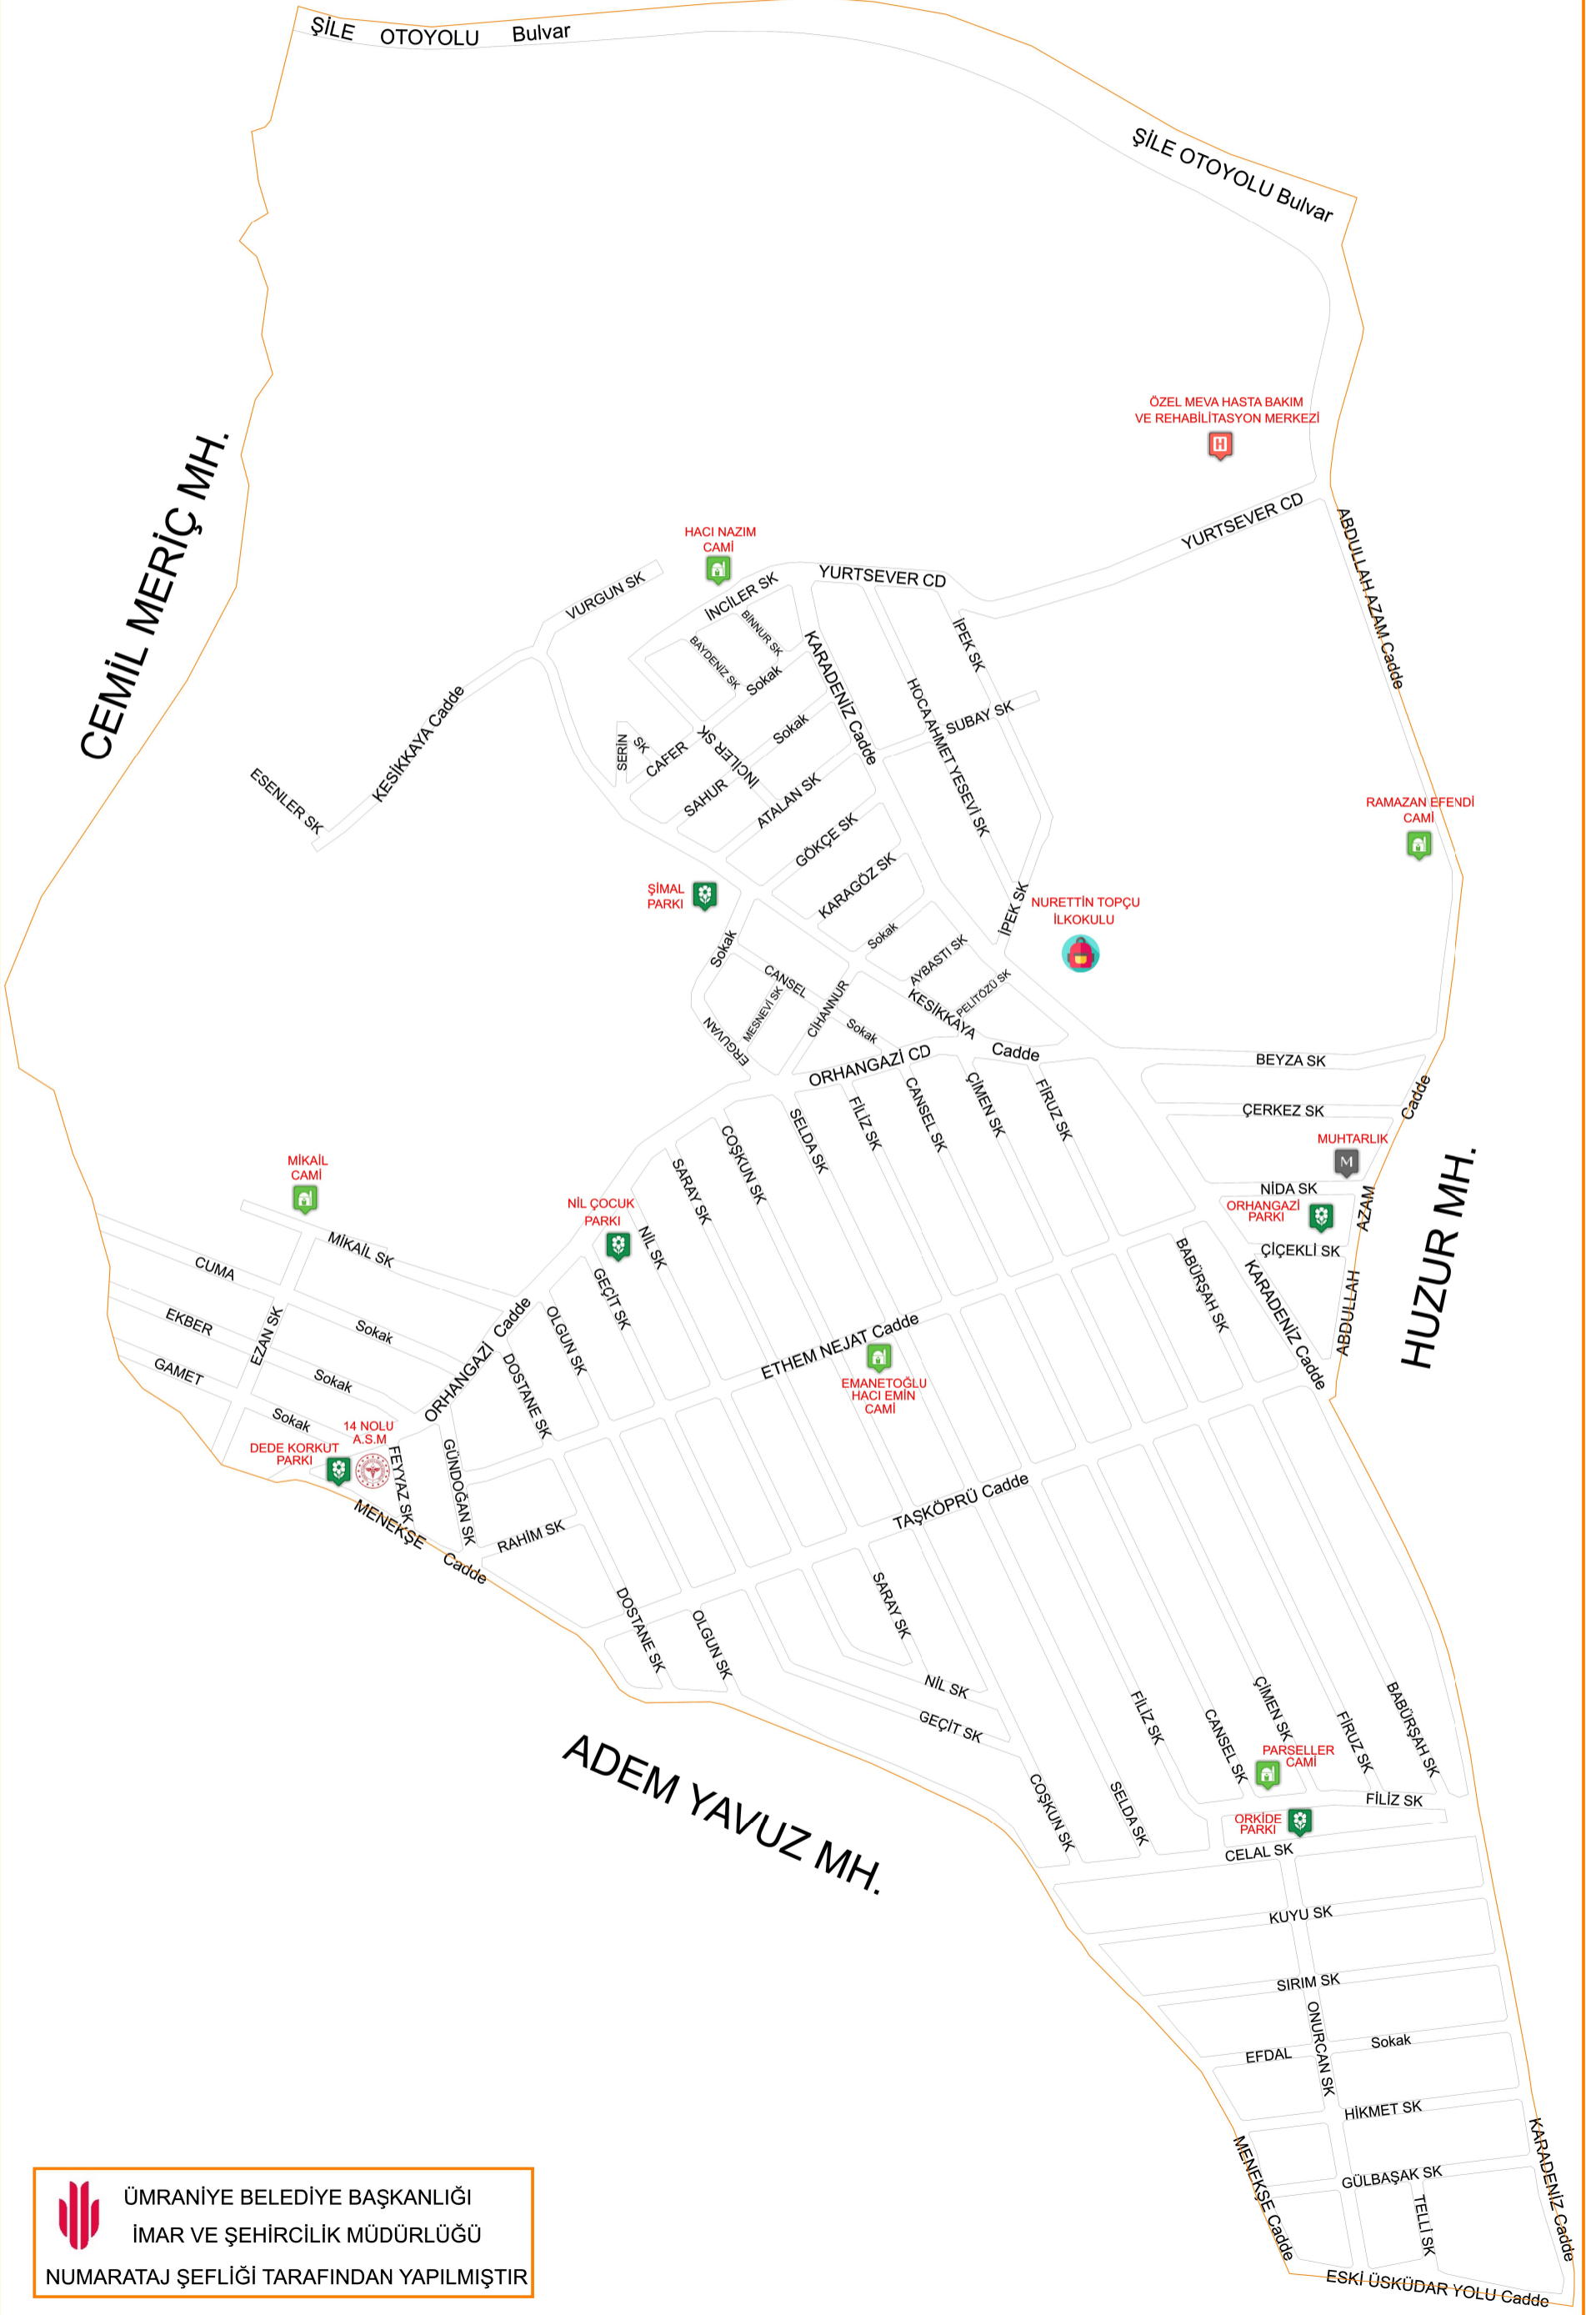 ŞİLE OTOYOLU Bulvar
ŞİLE OTOYOLU Bulvar
CEMİL MERİÇ MH.
ÖZEL MEVA HASTA BAKIM
VE REHABİLİTASYON MERKEZİ
YURTSEVER CD
ABDULLAH AZAM Cadde
HACI NAZIM
CAMİ
VURGUN SK
İNCİLER SK
YURTSEVER CD
BİNNUR SK
BAYDENİZ SK
Sokak
KARADENİZ Cadde
İPEK SK
HOCA AHMET YESEVİ SK
SUBAY SK
KESİKKAYA Cadde
ESENLER SK
SERİN
SK
CAFER
İNCİLER SK
Sokak
SAHUR
ATALAN SK
GÖKÇE SK
KARAGÖZ SK
RAMAZAN EFENDİ
CAMİ
ŞİMAL
PARKI
İPEK SK
NURETTİN TOPÇU
İLKOKULU
Sokak
CANSEL
Sokak
AYBASTI SK
PELİTÖZÜ SK
MESNEVİ SK
CİHANNUR
Sokak
ERGUVAN
KESİKKAYA
Cadde
ORHANGAZİ CD
BEYZA SK
ÇERKEZ SK
Cadde
MUHTARLIK
M
NİDA SK
ORHANGAZİ
PARKI
AZAM
ÇİÇEKLİ SK
ABDULLAH
HUZUR MH.
FİRUZ SK
ÇİMEN SK
CANSEL SK
FİLİZ SK
SELDA SK
COŞKUN SK
SARAY SK
NİL ÇOCUK
PARKI
NİL SK
GEÇİT SK
OLGUN SK
DOSTANE SK
MİKAİL
CAMİ
MİKAİL SK
CUMA
Sokak
EKBER
Sokak
GAMET
Sokak
EZAN SK
ORHANGAZİ Cadde
14 NOLU
A.S.M
DEDE KORKUT
PARKI
FEYYAZ SK
GÜNDOĞAN SK
MENEKŞE
Cadde
RAHİM SK
ETHEM NEJAT Cadde
EMANETOĞLU
HACI EMİN
CAMİ
BABÜRŞAH SK
KARADENİZ Cadde
TAŞKÖPRÜ Cadde
DOSTANE SK
OLGUN SK
SARAY SK
NİL SK
GEÇİT SK
ADEM YAVUZ MH.
COŞKUN SK
SELDA SK
FİLİZ SK
CANSEL SK
ÇİMEN SK
FİRUZ SK
BABÜRŞAH SK
PARSELLER
CAMİ
FİLİZ SK
ORKİDE
PARKI
CELAL SK
KUYU SK
SIRIM SK
ONURCAN SK
EFDAL
Sokak
HİKMET SK
GÜLBAŞAK SK
TELLİ SK
MENEKŞE Cadde
KARADENİZ Cadde
ESKİ ÜSKÜDAR YOLU Cadde
ÜMRANİYE BELEDİYE BAŞKANLIĞI
İMAR VE ŞEHİRCİLİK MÜDÜRLÜĞÜ
NUMARATAJ ŞEFLİĞİ TARAFINDAN YAPILMIŞTIR